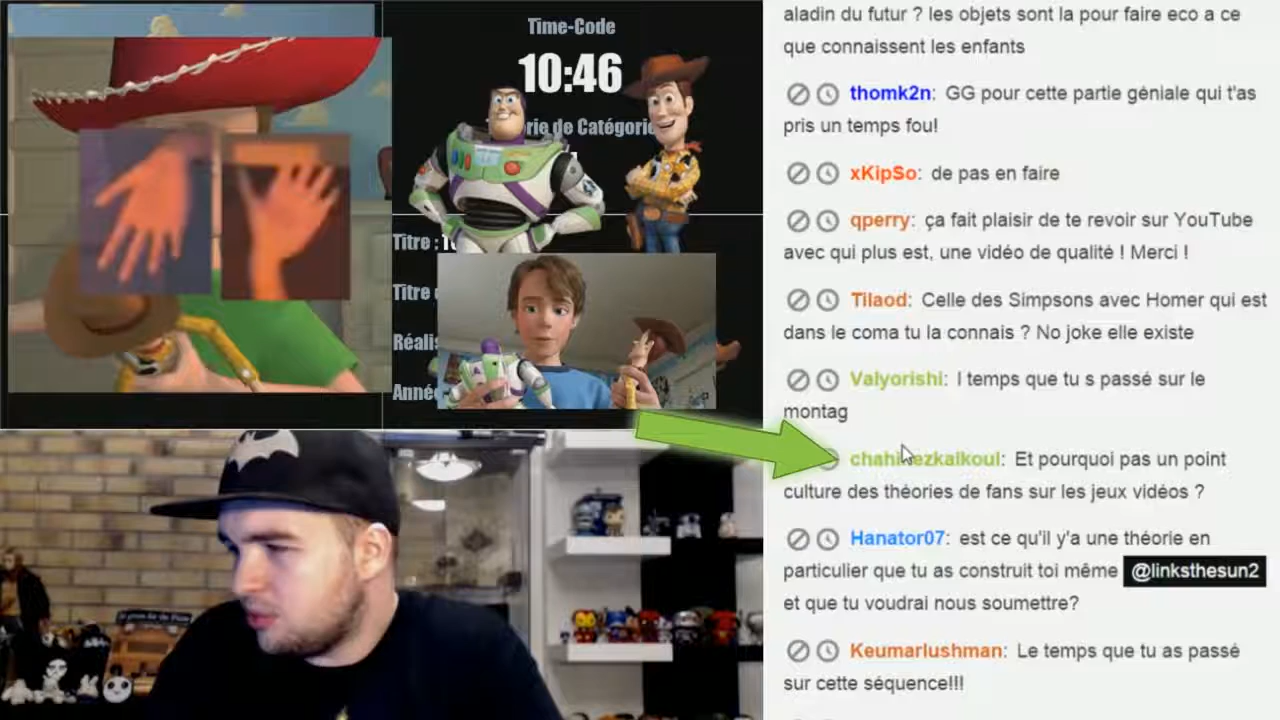 Time-Code
10:46
rie de Catégorie
Titre :
Titre
Réalis
Année
aladin du futur ? les objets sont la pour faire eco a ce
que connaissent les enfants
thomk2n: GG pour cette partie géniale qui t'as
pris un temps fou!
xKipSo: de pas en faire
qperry: ça fait plaisir de te revoir sur YouTube
avec qui plus est, une vidéo de qualité ! Merci !
Tilaod: Celle des Simpsons avec Homer qui est
dans le coma tu la connais ? No joke elle existe
Valyorishi: l temps que tu s passé sur le
montag
Et pourquoi pas un point
culture des théories de fans sur les jeux vidéos ?
Hanator07: est ce qu'il y'a une théorie en
particulier que tu as construit toi même @linksthesun2
et que tu voudrai nous soumettre?
Keumarlushman: Le temps que tu as passé
sur cette séquence!!!